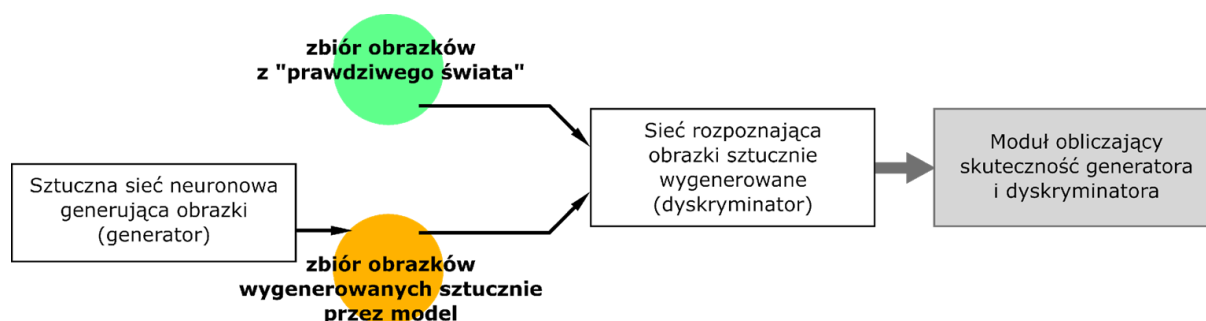 zbiór obrazków
z "prawdziwego świata"
Sztuczna sieć neuronowa
generująca obrazki
(generator)
zbiór obrazków
wygenerowanych sztucznie
przez model
Sieć rozpoznająca
obrazki sztucznie
wygenerowane
(dyskryminator)
Moduł obliczający
skuteczność generatora
i dyskryminatora